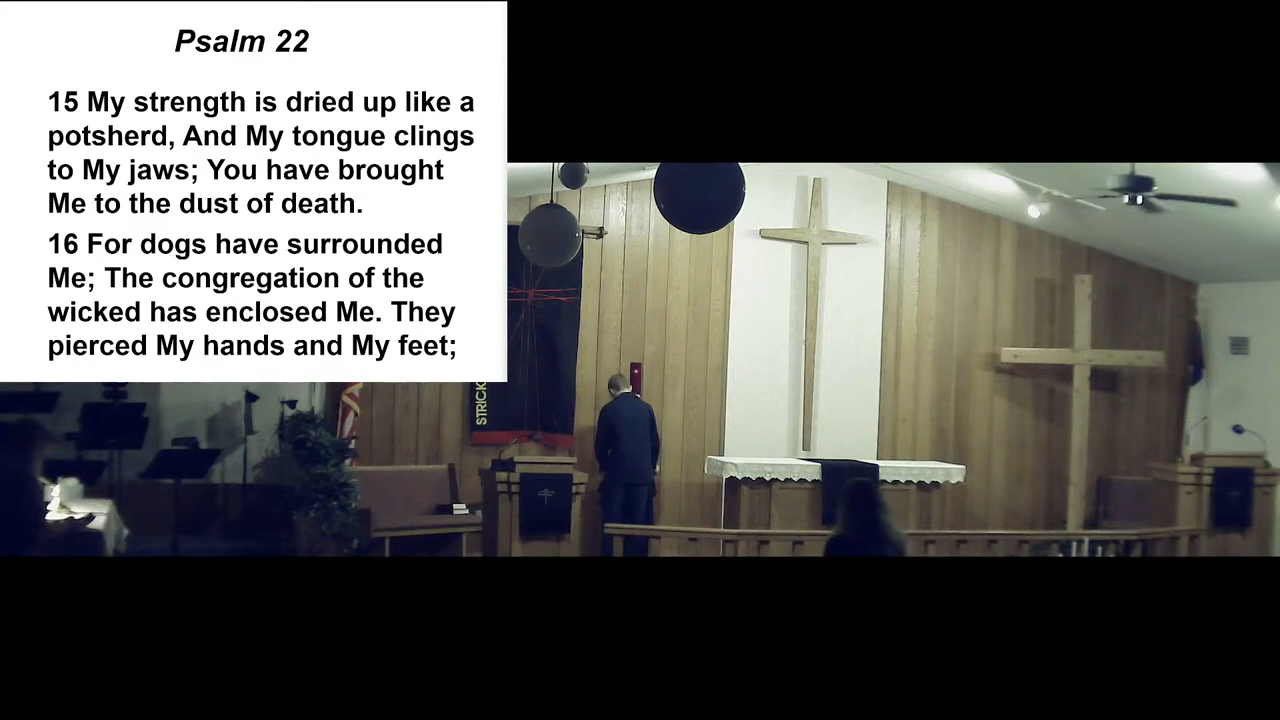 Psalm 22
15 My strength is dried up like a
potsherd, And My tongue clings
to My jaws; You have brought
Me to the dust of death.
16 For dogs have surrounded
Me; The congregation of the
wicked has enclosed Me. They
pierced My hands and My feet;
STRICK